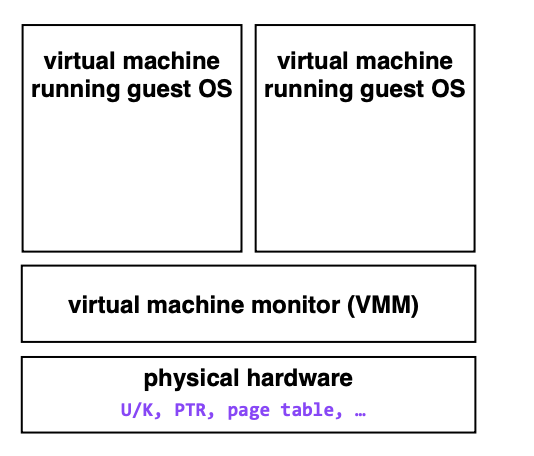 virtual machine
running guest OS
virtual machine
running guest OS
virtual machine monitor (VMM)
physical hardware
U/K, PTR, page table, …